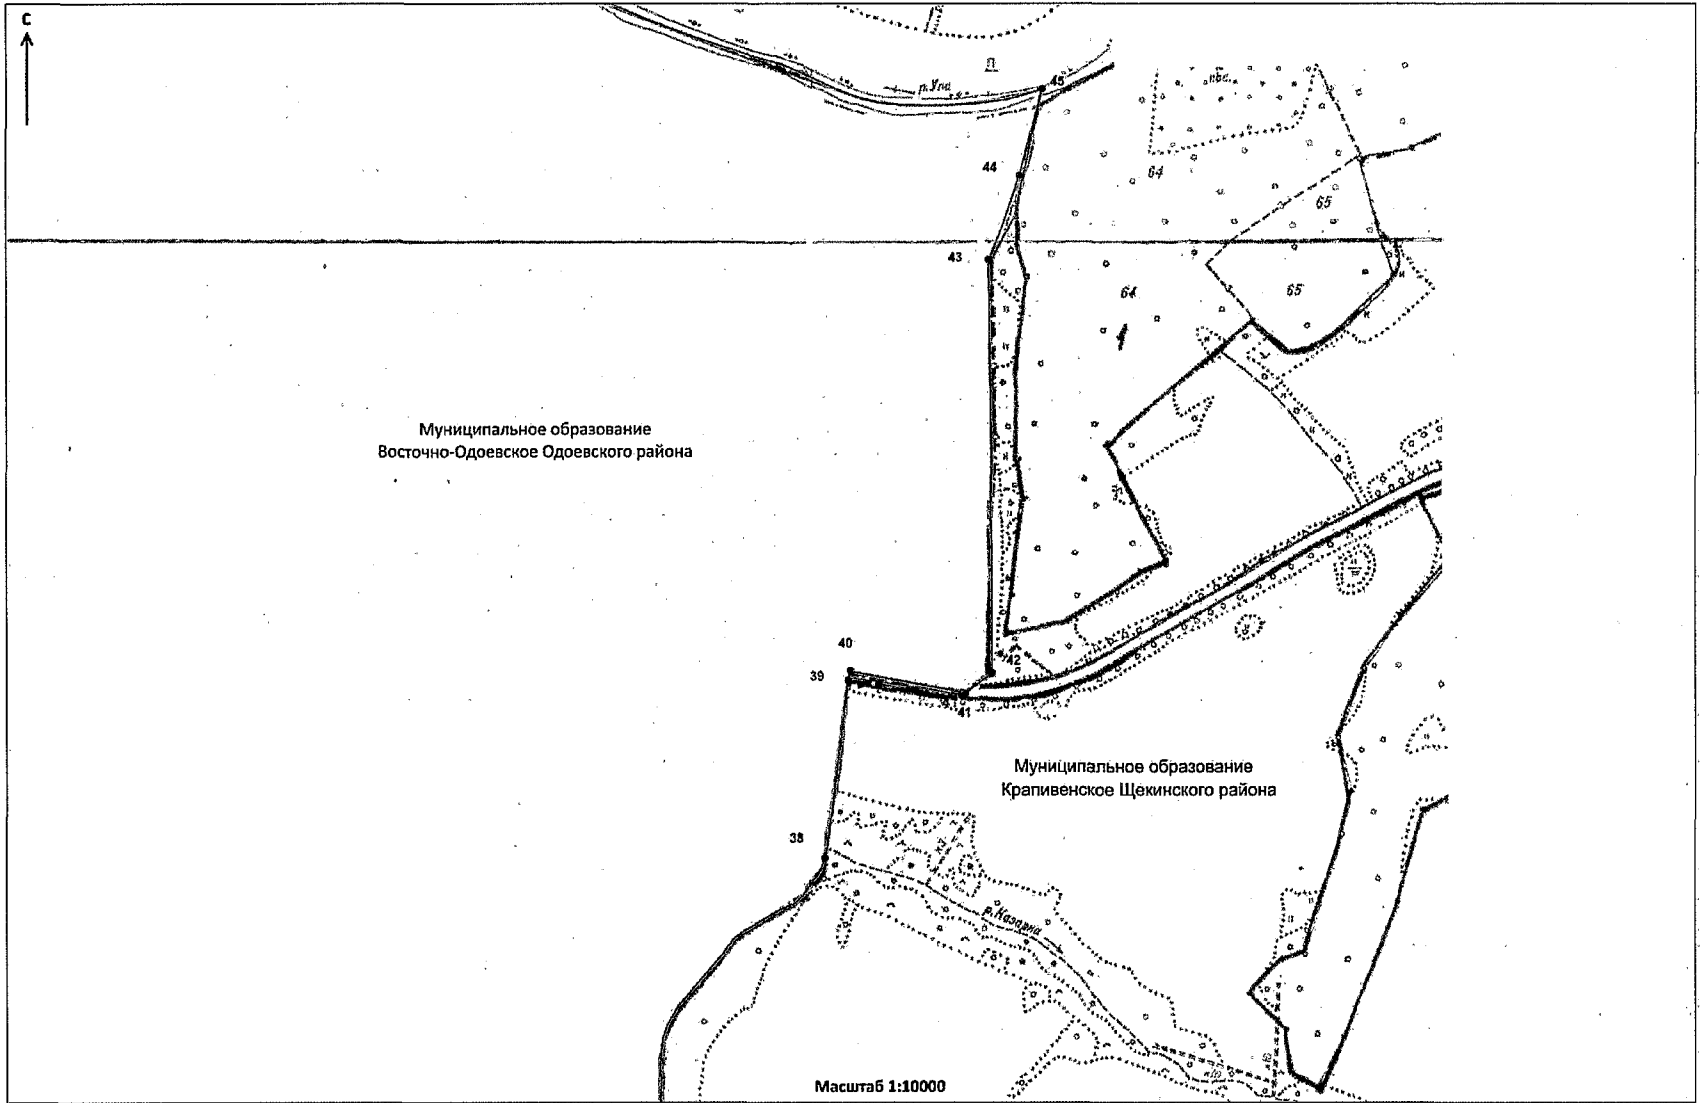 С
П
р. Упа
45
44
64
65
43
64
65
Муниципальное образование
Восточно-Одоевское Одоевского района
40
42
39
41
Муниципальное образование
Крапивенское Щекинского района
38
Масштаб 1:10000